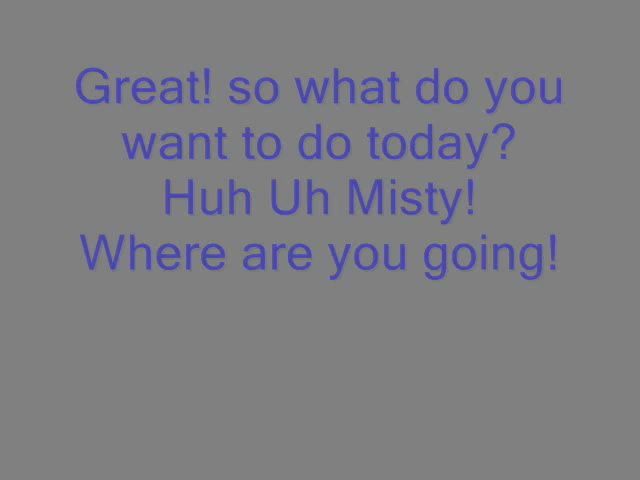 Great! so what do you
want to do today?
Huh Uh Misty!
Where are you going!